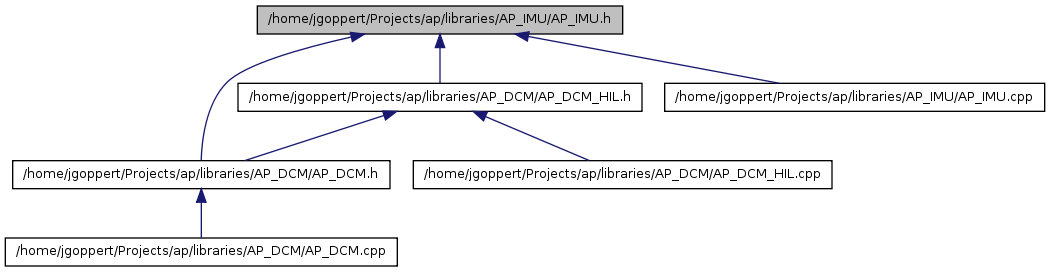 /home/jgoppert/Projects/ap/libraries/AP_IMU/AP_IMU.h
/home/jgoppert/Projects/ap/libraries/AP_DCM/AP_DCM_HIL.h
/home/jgoppert/Projects/ap/libraries/AP_IMU/AP_IMU.cpp
/home/jgoppert/Projects/ap/libraries/AP_DCM/AP_DCM.h
/home/jgoppert/Projects/ap/libraries/AP_DCM/AP_DCM_HIL.cpp
/home/jgoppert/Projects/ap/libraries/AP_DCM/AP_DCM.cpp